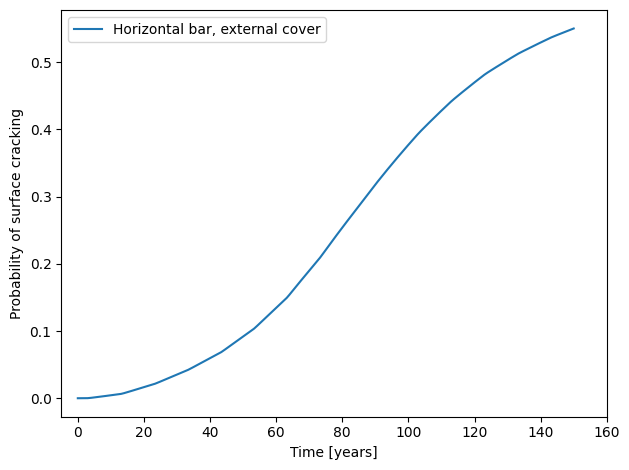 Horizontal bar, external cover
Probability of surface cracking
0.5
0.4
0.3
0.2
0.1
0.0
0 20 40 60 80 100 120 140 160
Time [years]